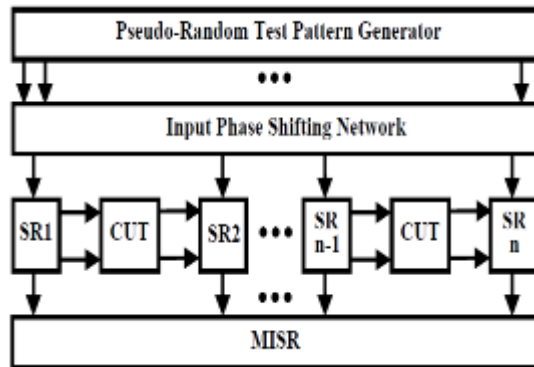 Pseudo-Random Test Pattern Generator
Input Phase Shifting Network
SR1 CUT SR2 SR n-1 CUT SR n
MISR